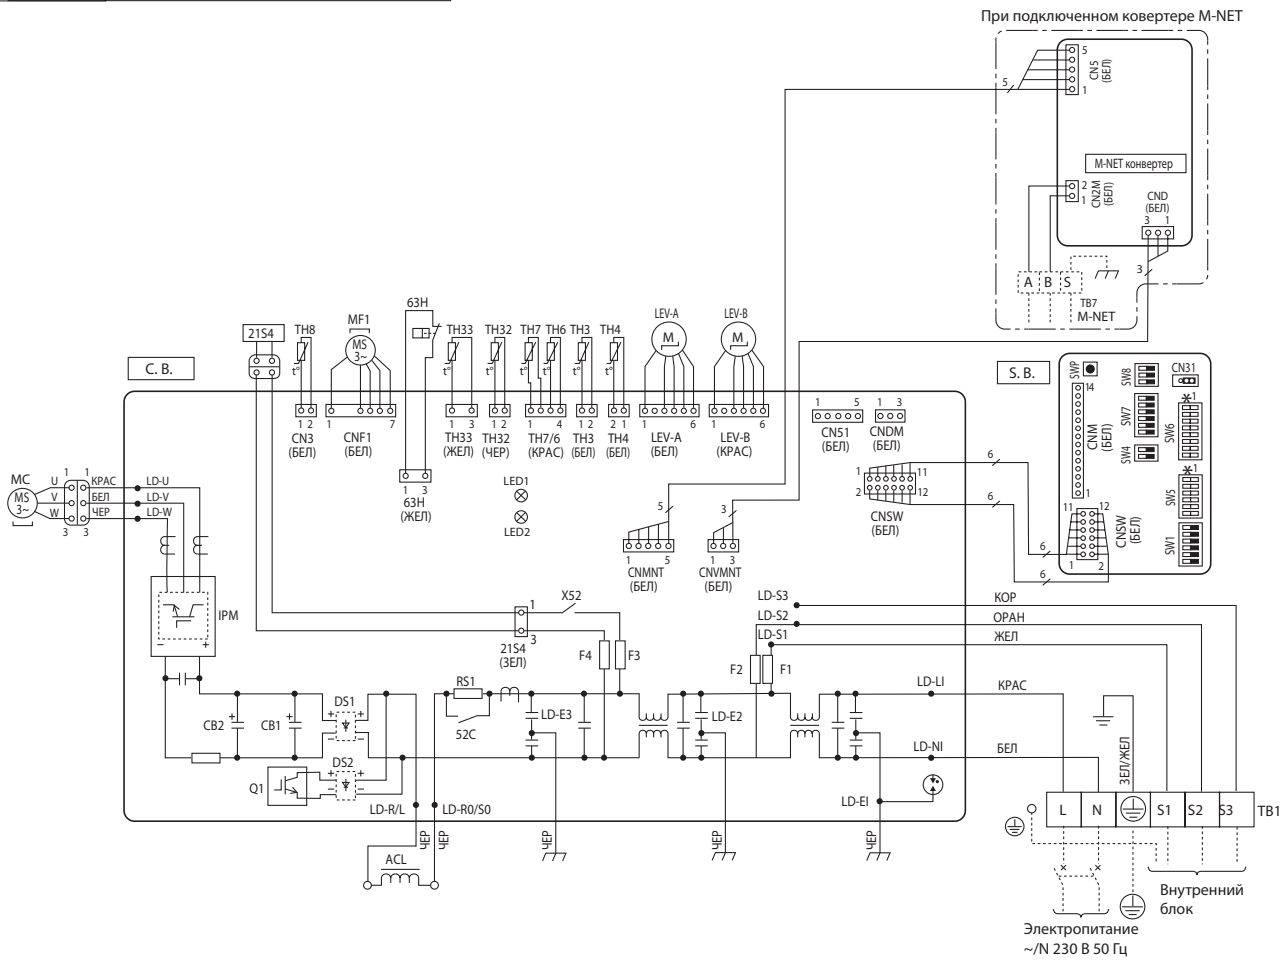 При подключенном ковертере M-NET
5
CN5
(БЕЛ)
5
1
M-NET конвертер
2
1
CN2M
(БЕЛ)
CND
(БЕЛ)
3 1
3
A B S
TB7
M-NET
63H
LEV-A
LEV-B
MF1
21S4
TH8
MS
3~
TH33
TH32
TH7
TH6
TH3
TH4
M
M
t°
t°
t°
t°
t°
t°
C. B.
S. B.
SWP
SW8
CN31
14
CNM
(БЕЛ)
1
SW7
SW4
1
SW6
1
SW5
SW1
1 2
CN3
(БЕЛ)
1 7
CNF1
(БЕЛ)
1 3
TH33
(ЖЕЛ)
1 2
TH32
(ЧЕР)
1 4
TH7/6
(КРАС)
1 2
TH3
(БЕЛ)
2 1
TH4
(БЕЛ)
1 6
LEV-A
(БЕЛ)
1 6
LEV-B
(КРАС)
1 5
CN51
(БЕЛ)
1 3
CNDM
(БЕЛ)
1 11
2 12
CNSW
(БЕЛ)
6
6
11 12
CNSW
(БЕЛ)
6
1 2
6
MC
MS
3~
U
V
W
1 1
3 3
КРАС
БЕЛ
ЧЕР
LD-U
LD-V
LD-W
1 3
63H
(ЖЕЛ)
LED1
LED2
5
1 5
CNMNT
(БЕЛ)
3
1 3
CNVMNT
(БЕЛ)
IPM
– +
1
3
21S4
(ЗЕЛ)
X52
F4
F3
LD-S3
LD-S2
LD-S1
КОР
ОРАН
ЖЕЛ
F2
F1
RS1
52C
CB2
CB1
+
+
DS1
+ +
– –
DS2
+ +
– –
Q1
LD-E3
LD-E2
LD-LI
КРАС
LD-NI
БЕЛ
LD-EI
ЗЕЛ/ЖЕЛ
LD-R/L
LD-R0/S0
ЧЕР
ЧЕР
ACL
ЧЕР
ЧЕР
ЧЕР
L N S1 S2 S3
TB1
Внутренний
блок
Электропитание
~/N 230 В 50 Гц